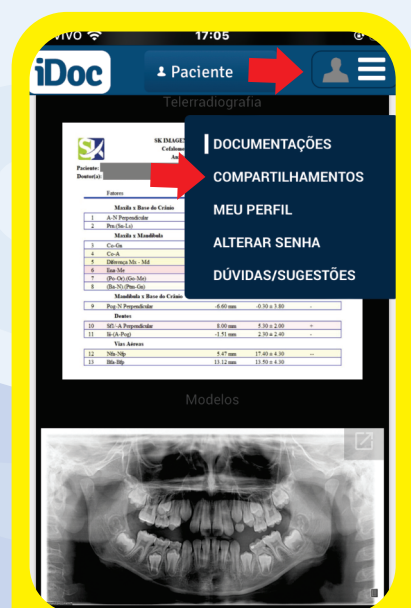 VIVO
17:05
iDoc
Paciente
Telerradiografia
DOCUMENTAÇÕES
COMPARTILHAMENTOS
MEU PERFIL
ALTERAR SENHA
DÚVIDAS/SUGESTÕES
SK IMAGEN
Paciente:
Doutor(a):
Fatores
Maxila x Base do Crânio
1 A-N Perpendicular
2 Pm:(Sn-Ls)
Maxila x Mandíbula
3 Co-Gn
4 Co-A
5 Diferença Mx - Md
6 Ena-Me
7 (Po-Or).(Go-Me)
8 (Ba-N).(Ptm-Gn)
Mandíbula x Base do Crânio
9 Pog-N Perpendicular -6.60 mm -0.30 ± 3.80 -
Dentes
10 M1/-A Perpendicular 8.00 mm 5.30 ± 2.00 +
11 Ii-(A-Pog) -1.51 mm 2.30 ± 2.40 -
Vias Aéreas
12 Nfa-Nfp 5.47 mm 17.40 ± 4.30 --
13 Bfa-Bfp 13.12 mm 13.50 ± 4.30
Modelos